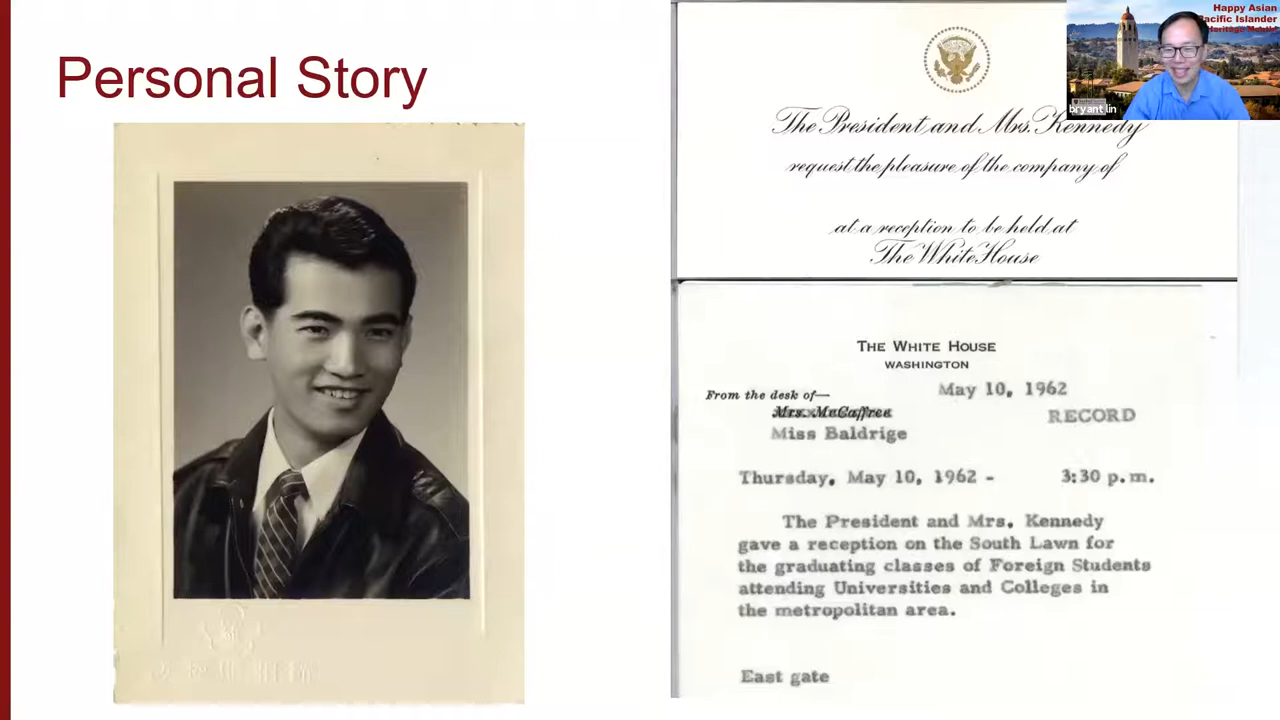 Personal Story
The President and Mrs. Kennedy
request the pleasure of the company of
at a reception to be held at
The White House
Happy Asian
Pacific Islander
Heritage Month!
bryant lin
THE WHITE HOUSE
WASHINGTON
May 10, 1962
From the desk of—
Mrs. McCaffree
RECORD
Miss Baldrige
Thursday, May 10, 1962 - 3:30 p.m.
The President and Mrs. Kennedy
gave a reception on the South Lawn for
the graduating classes of Foreign Students
attending Universities and Colleges in
the metropolitan area.
East gate